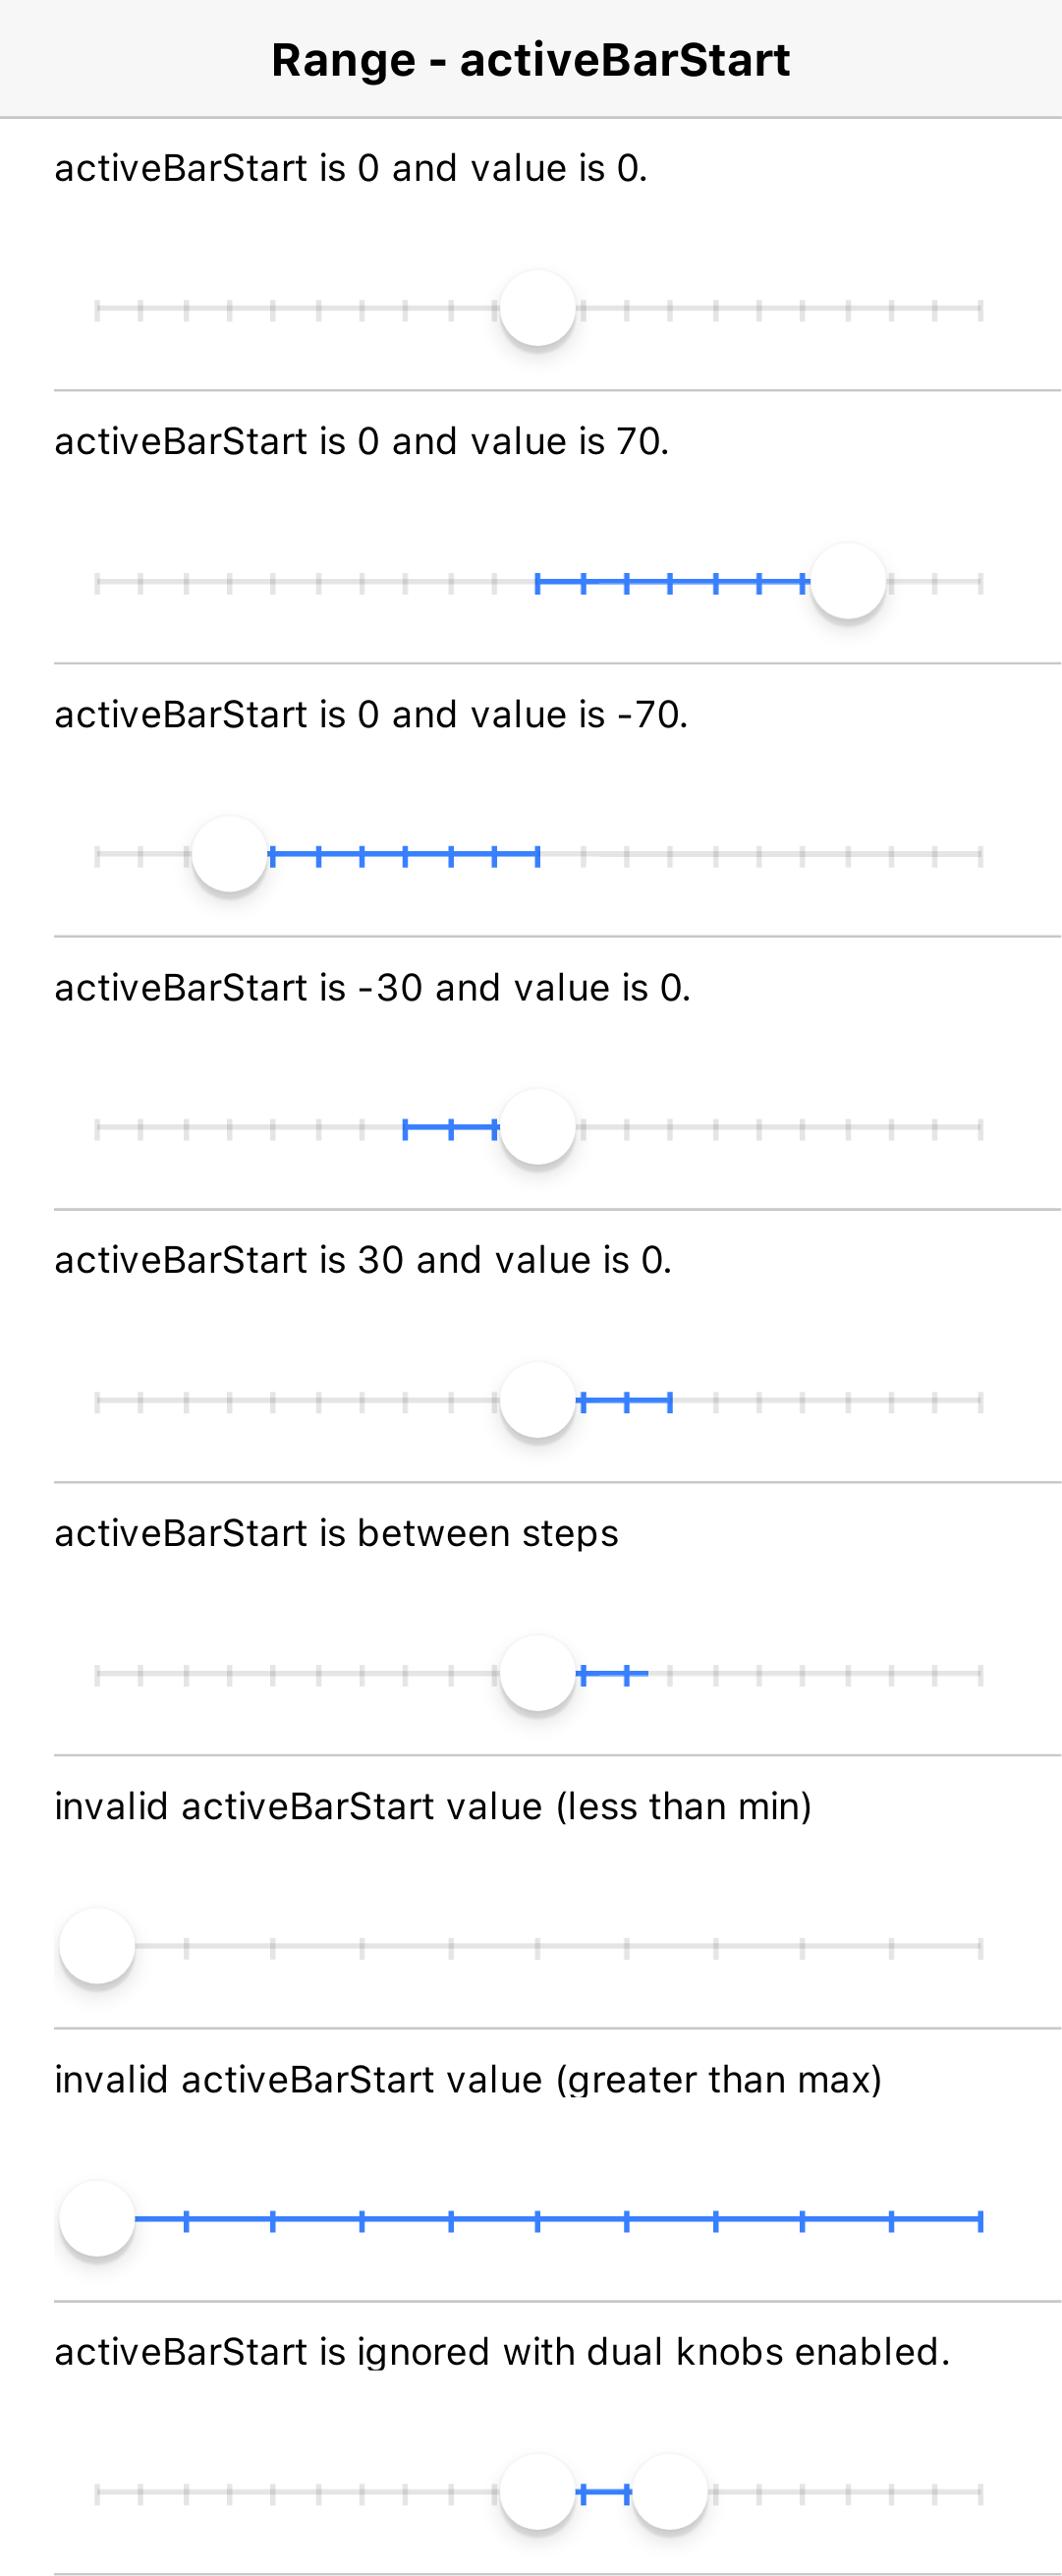 Range - activeBarStart
activeBarStart is 0 and value is 0.
activeBarStart is 0 and value is 70.
activeBarStart is 0 and value is -70.
activeBarStart is -30 and value is 0.
activeBarStart is 30 and value is 0.
activeBarStart is between steps
invalid activeBarStart value (less than min)
invalid activeBarStart value (greater than max)
activeBarStart is ignored with dual knobs enabled.